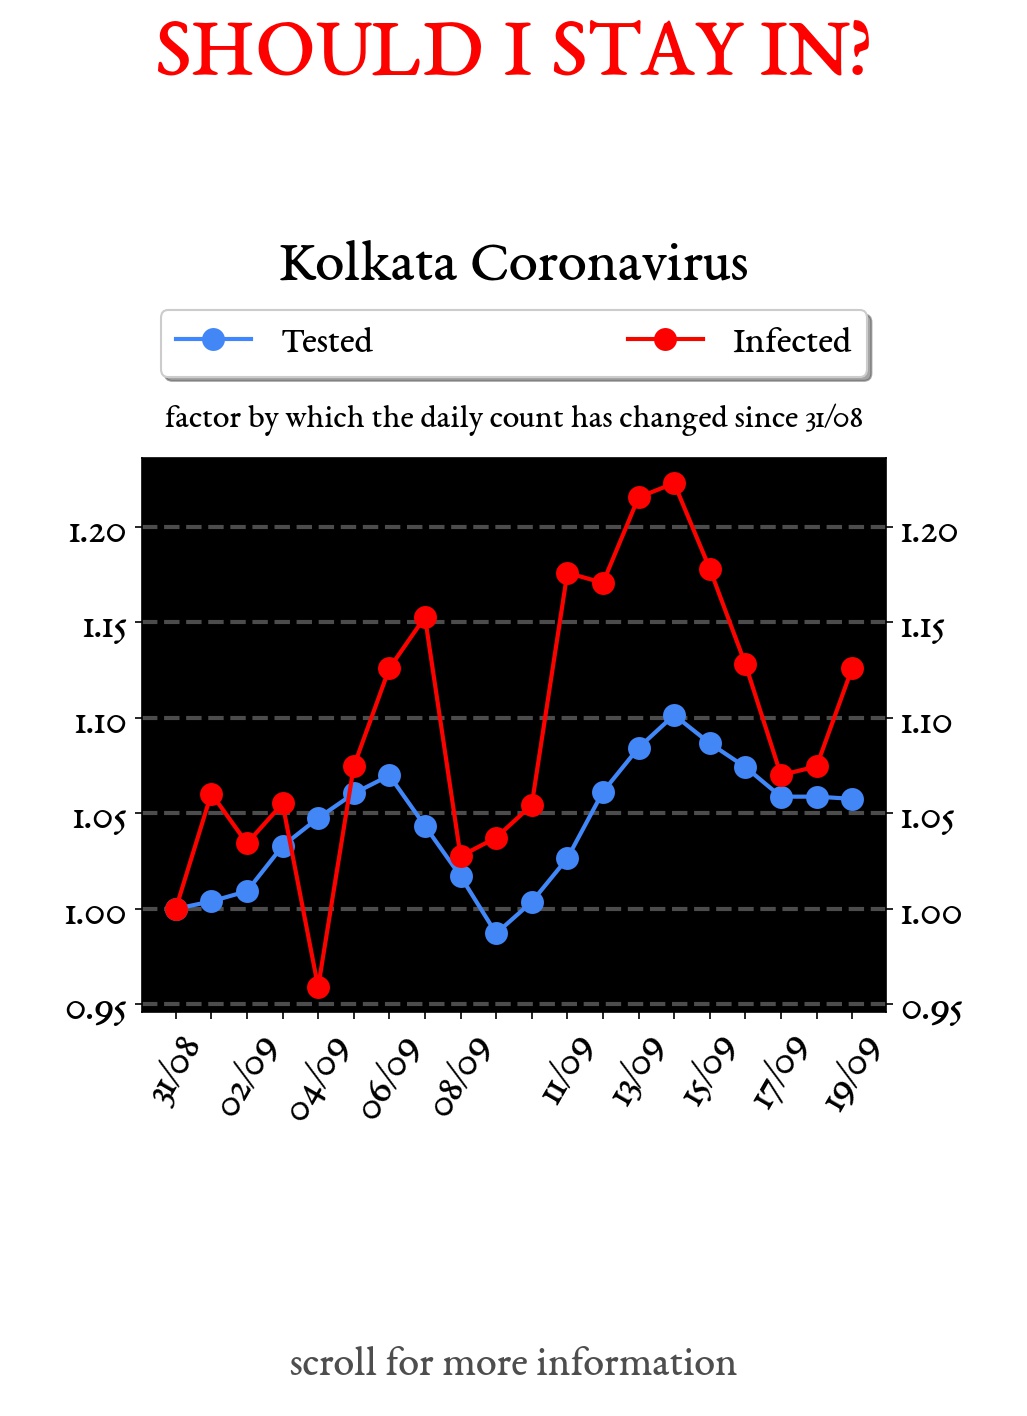 SHOULD I STAY IN?
Kolkata Coronavirus
Tested Infected
factor by which the daily count has changed since 31/08
1.20 1.20
1.15 1.15
1.10 1.10
1.05 1.05
1.00 1.00
0.95 0.95
31/08 02/09 04/09 06/09 08/09 11/09 13/09 15/09 17/09 19/09
scroll for more information